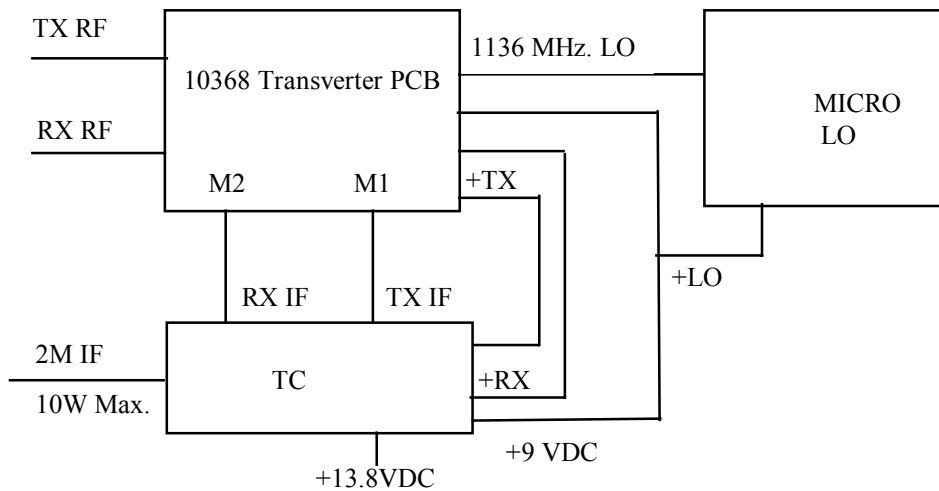 TX RF
1136 MHz. LO
10368 Transverter PCB
MICRO
LO
RX RF
M2
M1
+TX
RX IF
TX IF
+LO
2M IF
TC
+RX
10W Max.
+9 VDC
+13.8VDC